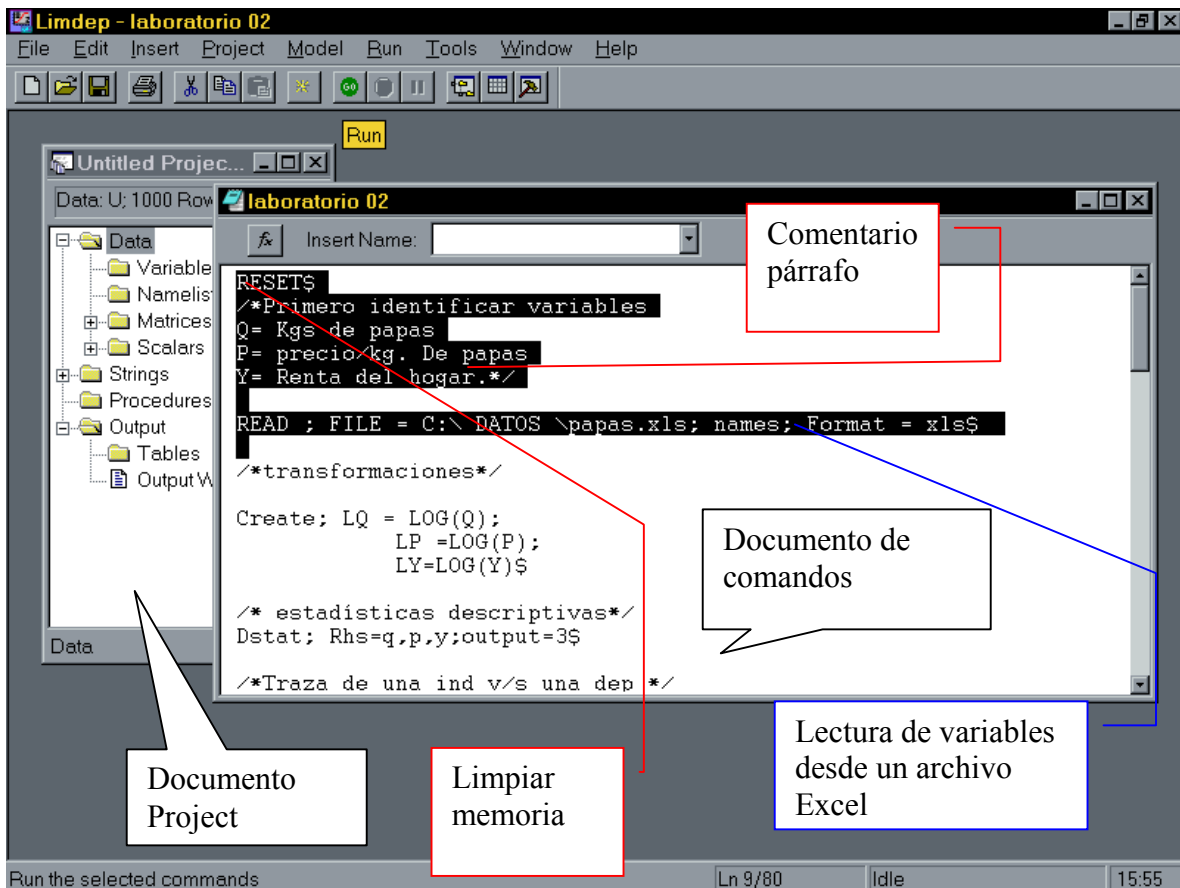 Limdep - laboratorio 02
File Edit Insert Project Model Run Tools Window Help
GO
Run
Untitled Projec...
Data: U; 1000 Row
Data
Variable
Namelis
Matrices
Scalars
Strings
Procedures
Output
Tables
Output W
Data
laboratorio 02
fx Insert Name:
RESET$
/*Primero identificar variables
Q= Kgs de papas
P= precio/kg. De papas
Y= Renta del hogar.*/
READ ; FILE = C:\ DATOS \papas.xls; names; Format = xls$
/*transformaciones*/
Create; LQ = LOG(Q);
LP =LOG(P);
LY=LOG(Y)$
/* estadísticas descriptivas*/
Dstat; Rhs=q,p,y;output=3$
/*Traza de una ind v/s una dep */
Comentario
párrafo
Documento de
comandos
Documento
Project
Limpiar
memoria
Lectura de variables
desde un archivo
Excel
Run the selected commands
Ln 9/80
Idle
15:55